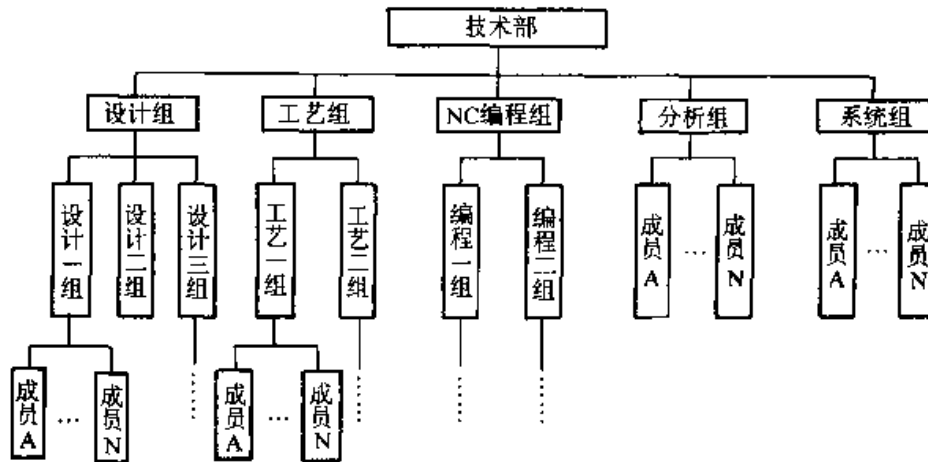 技术部
设计组
工艺组
NC编程组
分析组
系统组
设计一组
设计二组
设计三组
工艺一组
工艺二组
编程一组
编程二组
成员A
…
成员N
成员A
…
成员N
成员A
…
成员N
成员A
…
成员N